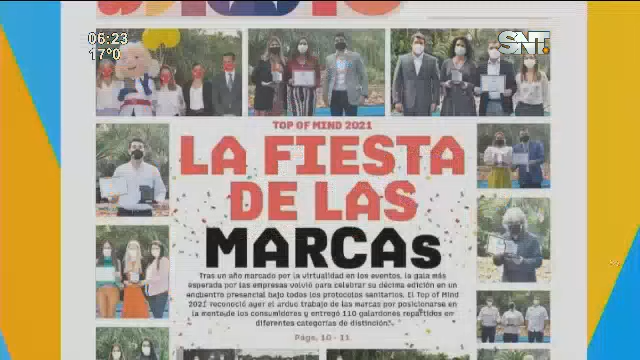 06:23
17°0
SNT
TOP OF MIND 2021
LA FIESTA
DE LAS
MARCAs
Tras un año marcado por la virtualidad en los eventos, la gala más
esperada por las empresas volvió para celebrar su décima edición en un
encuentro presencial bajo todos los protocolos sanitarios. El Top of Mind
2021 reconoció ayer el arduo trabajo de las marcas por posicionarse en
la mente de los consumidores y entregó 110 galardones repartidos en
diferentes categorías de distinción.
Págs. 10 - 11